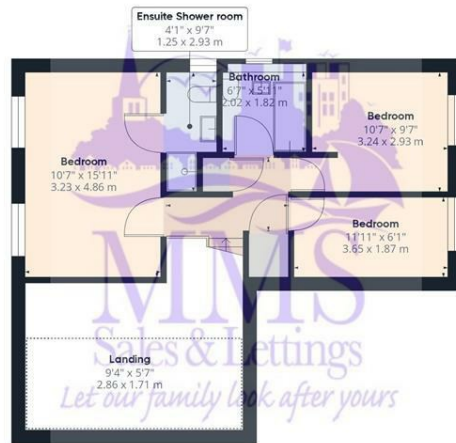 Ensuite Shower room
4'1" x 9'7"
1.25 x 2.93 m
Bathroom
6'7" x 5'11"
2.02 x 1.82 m
Bedroom
10'7" x 9'7"
3.24 x 2.93 m
Bedroom
10'7" x 15'11"
3.23 x 4.86 m
Bedroom
11'11" x 6'1"
3.65 x 1.87 m
MMS
Sales & Lettings
Landing
9'4" x 5'7"
2.86 x 1.71 m
Let our family look after yours